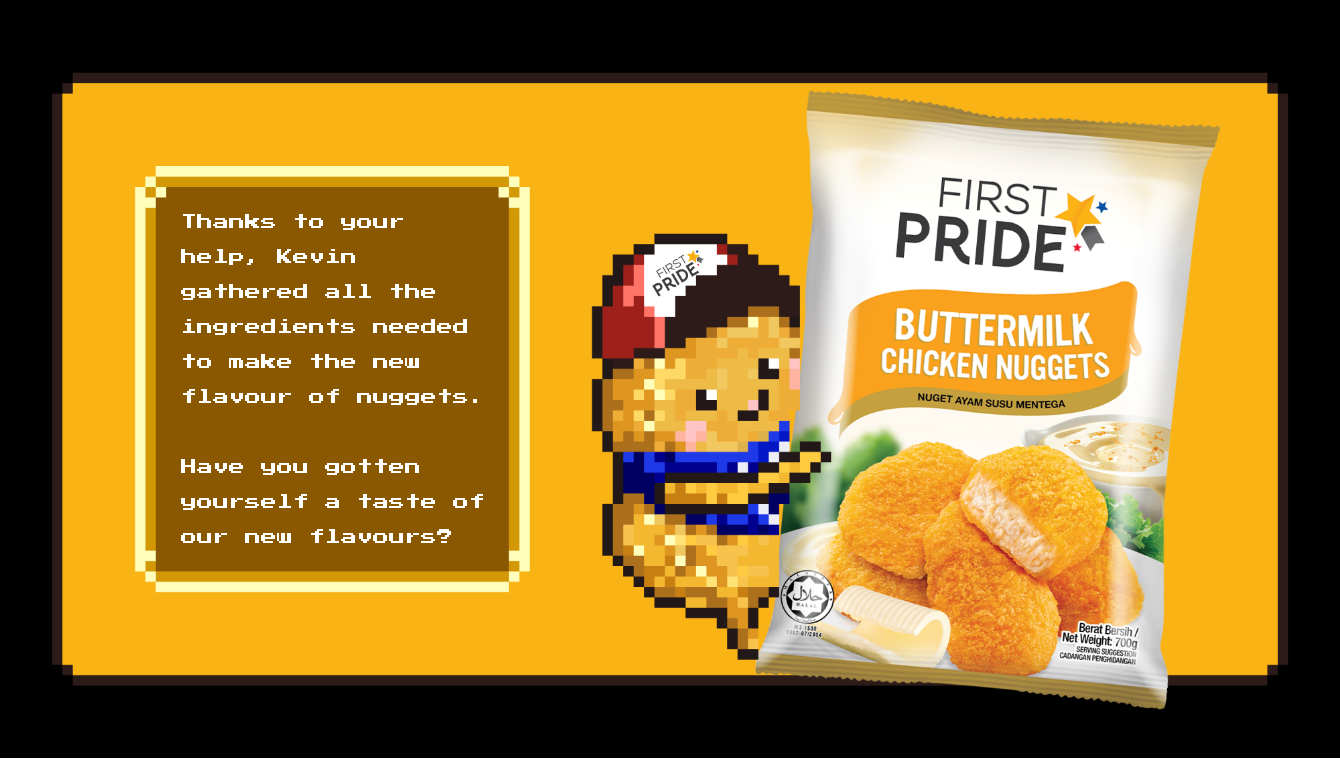 Thanks to your
help, Kevin
gathered all the
ingredients needed
to make the new
flavour of nuggets.
Have you gotten
yourself a taste of
our new flavours?
FIRST
PRIDE
FIRST
PRIDE
BUTTERMILK
CHICKEN NUGGETS
NUGET AYAM SUSU MENTEGA
حلال
HALAL
Berat Bersih /
Net Weight: 700g
SERVING SUGGESTION
CADANGAN PENGHIDANGAN